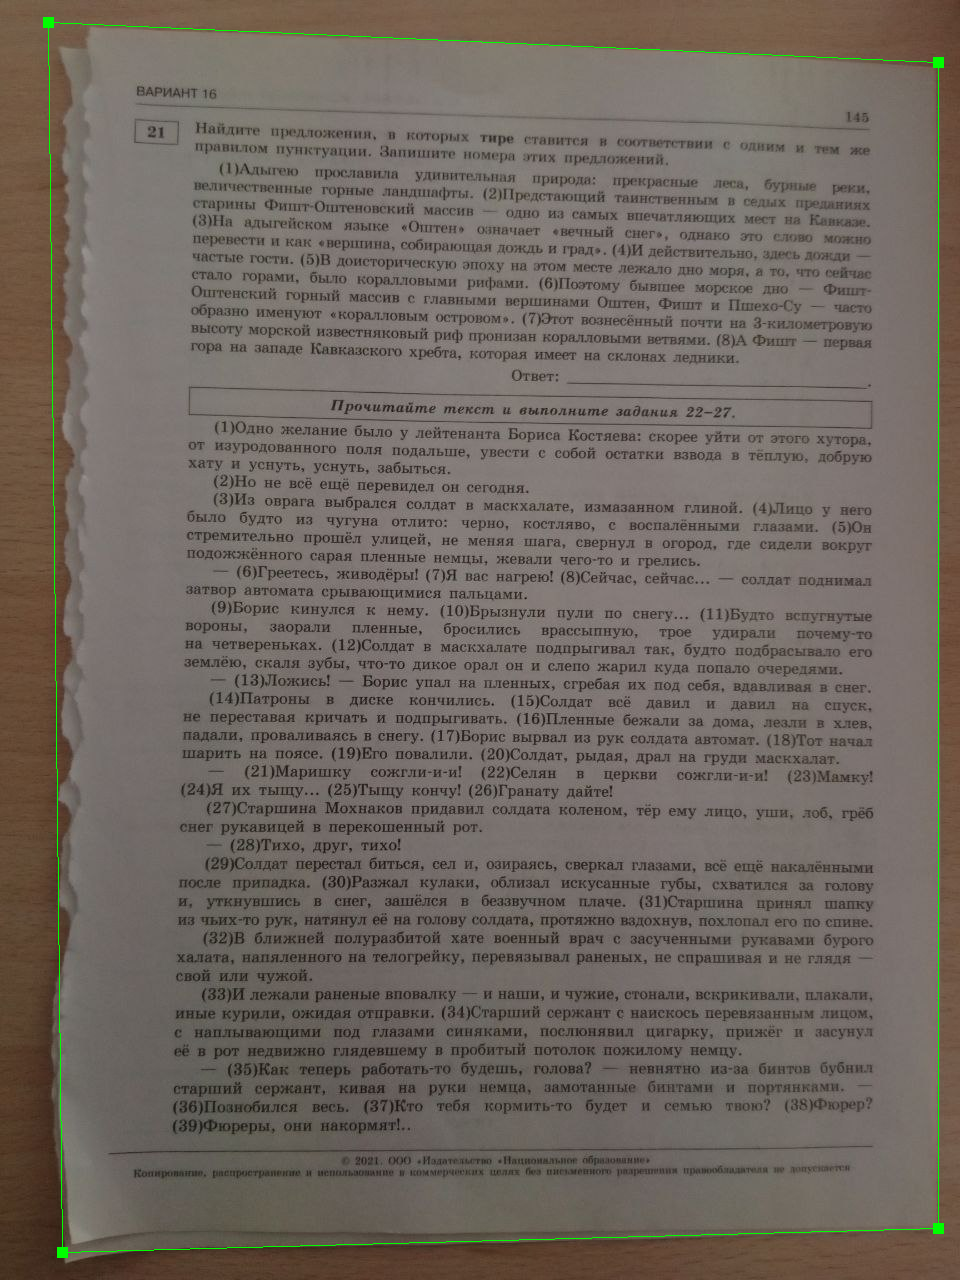 ВАРИАНТ 16
145
21
Найдите предложения, в которых тире ставится в соответствии с одним и тем же
правилом пунктуации. Запишите номера этих предложений.
(1)Адыгею прославила удивительная природа: прекрасные леса, бурные реки,
величественные горные ландшафты. (2)Предстающий таинственным в седых преданиях
старины Фишт-Оштеновский массив — одно из самых впечатляющих мест на Кавказе.
(3)На адыгейском языке «Оштен» означает «вечный снег», однако это слово можно
перевести и как «вершина, собирающая дождь и град». (4)И действительно, здесь дожди —
частые гости. (5)В доисторическую эпоху на этом месте лежало дно моря, а то, что сейчас
стало горами, было коралловыми рифами. (6)Поэтому бывшее морское дно — Фишт-
Оштенский горный массив с главными вершинами Оштен, Фишт и Пшехо-Су — часто
образно именуют «коралловым островом». (7)Этот вознесённый почти на 3-километровую
высоту морской известняковый риф пронизан коралловыми ветвями. (8)А Фишт — первая
гора на западе Кавказского хребта, которая имеет на склонах ледники.
Ответ: ______________________.
Прочитайте текст и выполните задания 22–27.
(1)Одно желание было у лейтенанта Бориса Костяева: скорее уйти от этого хутора,
от изуродованного поля подальше, увести с собой остатки взвода в тёплую, добрую
хату и уснуть, уснуть, забыться.
(2)Но не всё ещё перевидел он сегодня.
(3)Из оврага выбрался солдат в маскхалате, измазанном глиной. (4)Лицо у него
было будто из чугуна отлито: черно, костляво, с воспалёнными глазами. (5)Он
стремительно прошёл улицей, не меняя шага, свернул в огород, где сидели вокруг
подожжённого сарая пленные немцы, жевали чего-то и грелись.
— (6)Греетесь, живодёры! (7)Я вас нагрею! (8)Сейчас, сейчас... — солдат поднимал
затвор автомата срывающимися пальцами.
(9)Борис кинулся к нему. (10)Брызнули пули по снегу... (11)Будто вспугнутые
вороны, заорали пленные, бросились врассыпную, трое удирали почему-то
на четвереньках. (12)Солдат в маскхалате подпрыгивал так, будто подбрасывало его
землёю, скаля зубы, что-то дикое орал он и слепо жарил куда попало очередями.
— (13)Ложись! — Борис упал на пленных, сгребая их под себя, вдавливая в снег.
(14)Патроны в диске кончились. (15)Солдат всё давил и давил на спуск,
не переставая кричать и подпрыгивать. (16)Пленные бежали за дома, лезли в хлев,
падали, проваливаясь в снегу. (17)Борис вырвал из рук солдата автомат. (18)Тот начал
шарить на поясе. (19)Его повалили. (20)Солдат, рыдая, драл на груди маскхалат.
— (21)Маришку сожгли-и-и! (22)Селян в церкви сожгли-и-и! (23)Мамку!
(24)Я их тыщу... (25)Тыщу кончу! (26)Гранату дайте!
(27)Старшина Мохнаков придавил солдата коленом, тёр ему лицо, уши, лоб, грёб
снег рукавицей в перекошенный рот.
— (28)Тихо, друг, тихо!
(29)Солдат перестал биться, сел и, озираясь, сверкал глазами, всё ещё накалёнными
после припадка. (30)Разжал кулаки, облизал искусанные губы, схватился за голову
и, уткнувшись в снег, зашёлся в беззвучном плаче. (31)Старшина принял шапку
из чьих-то рук, натянул её на голову солдата, протяжно вздохнув, похлопал его по спине.
(32)В ближней полуразбитой хате военный врач с засученными рукавами бурого
халата, напяленного на телогрейку, перевязывал раненых, не спрашивая и не глядя —
свой или чужой.
(33)И лежали раненые вповалку — и наши, и чужие, стонали, вскрикивали, плакали,
иные курили, ожидая отправки. (34)Старший сержант с наискось перевязанным лицом,
с наплывающими под глазами синяками, послюнявил цигарку, прижёг и засунул
её в рот недвижно глядевшему в пробитый потолок пожилому немцу.
— (35)Как теперь работать-то будешь, голова? — невнятно из-за бинтов бубнил
старший сержант, кивая на руки немца, замотанные бинтами и портянками. —
(36)Познобился весь. (37)Кто тебя кормить-то будет и семью твою? (38)Фюрер?
(39)Фюреры, они накормят!..
© 2021. ООО «Издательство «Национальное образование»
Копирование, распространение и использование в коммерческих целях без письменного разрешения правообладателя не допускается